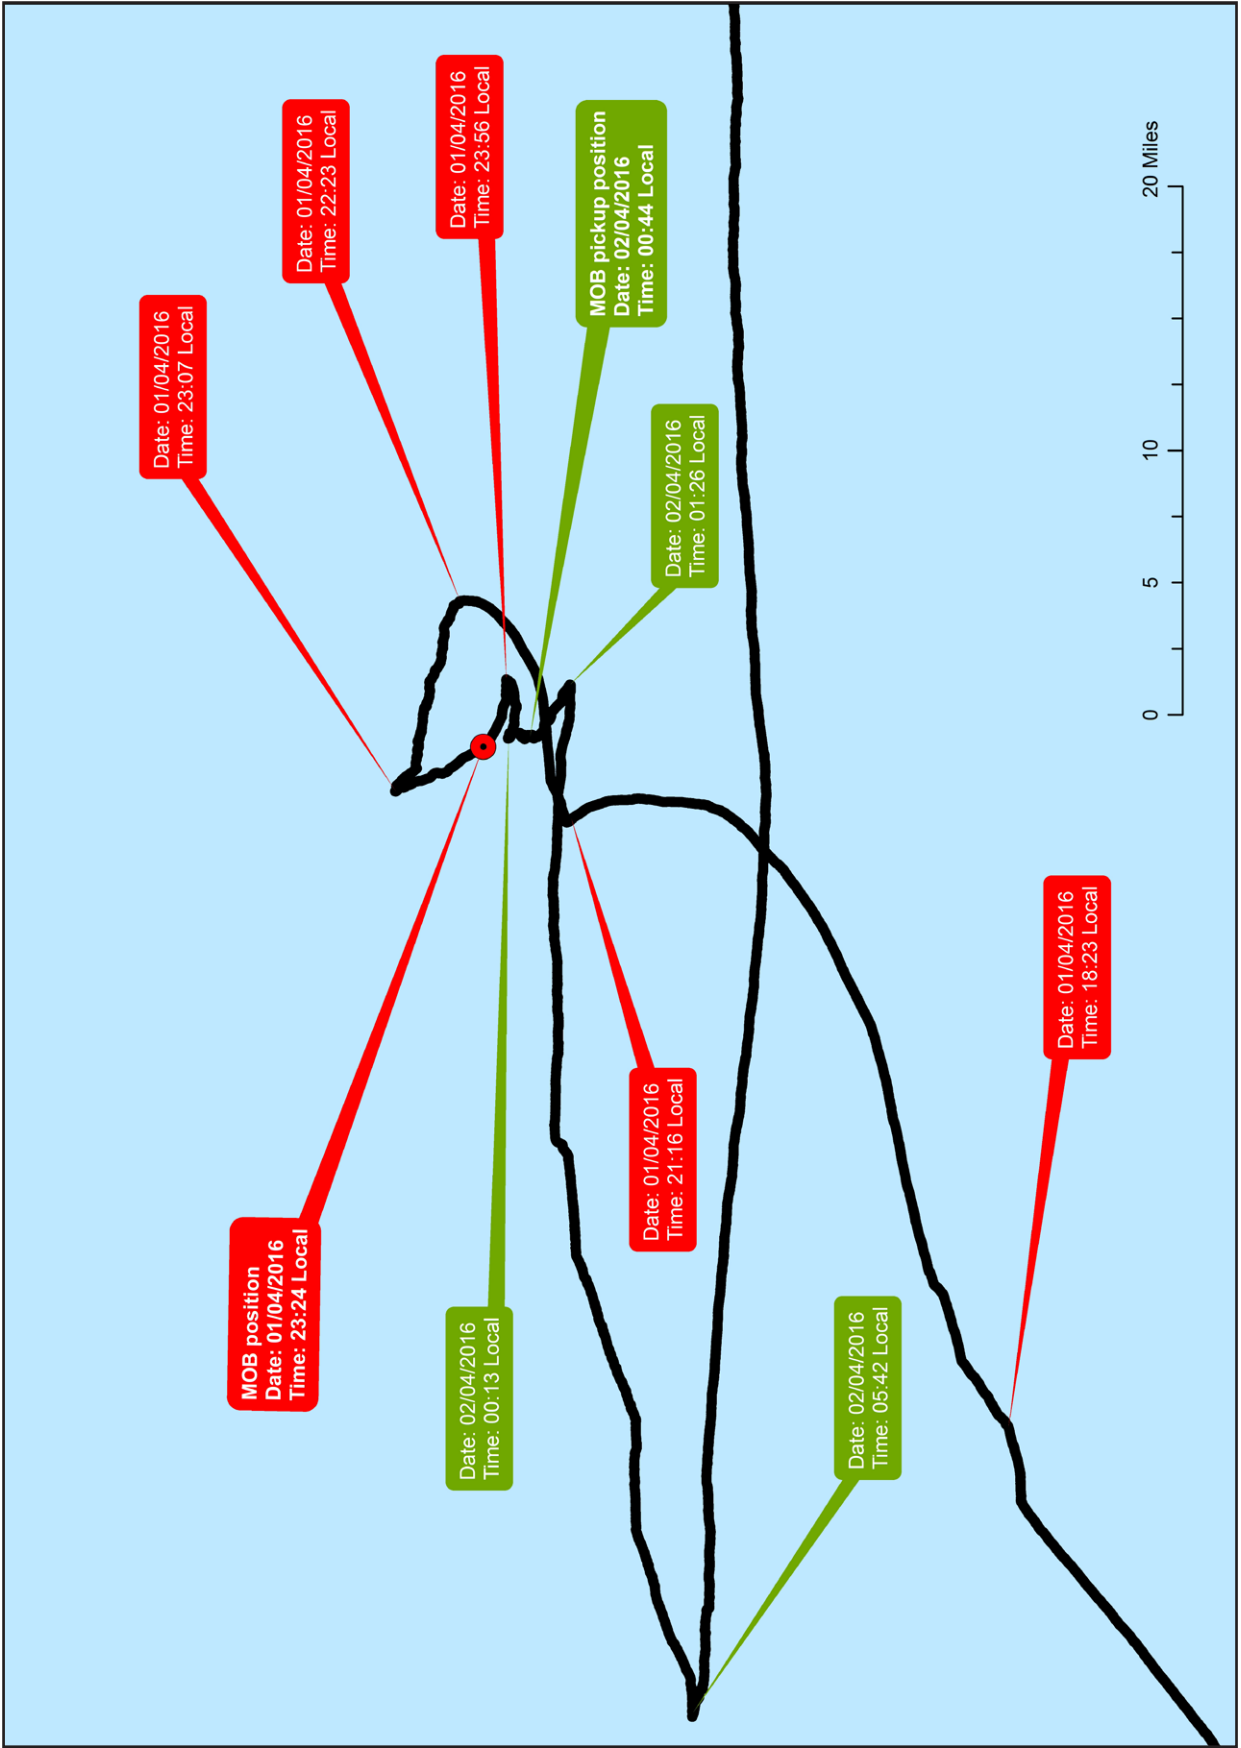 Date: 01/04/2016
Time: 23:07 Local
Date: 01/04/2016
Time: 22:23 Local
Date: 01/04/2016
Time: 23:56 Local
MOB pickup position
Date: 02/04/2016
Time: 00:44 Local
Date: 02/04/2016
Time: 01:26 Local
MOB position
Date: 01/04/2016
Time: 23:24 Local
Date: 02/04/2016
Time: 00:13 Local
Date: 01/04/2016
Time: 21:16 Local
Date: 02/04/2016
Time: 05:42 Local
Date: 01/04/2016
Time: 18:23 Local
0 5 10 20 Miles